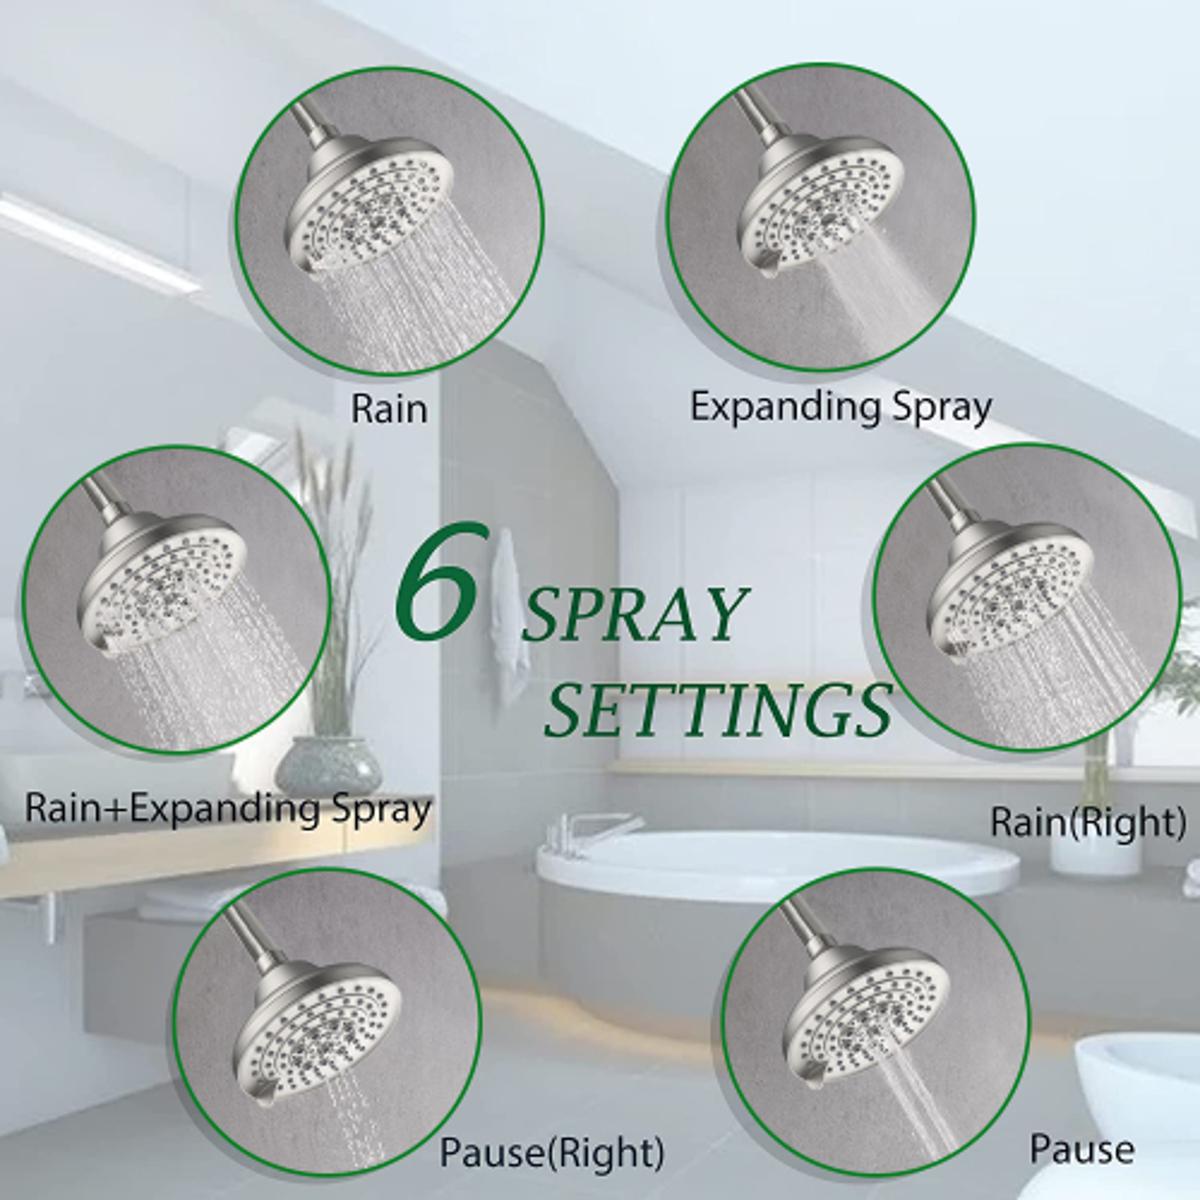 Rain
Expanding Spray
6 SPRAY
SETTINGS
Rain+Expanding Spray
Rain(Right)
Pause(Right)
Pause